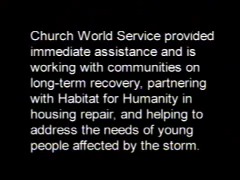 Church World Service provided
immediate assistance and is
working with communities on
long-term recovery, partnering
with Habitat for Humanity in
housing repair, and helping to
address the needs of young
people affected by the storm.